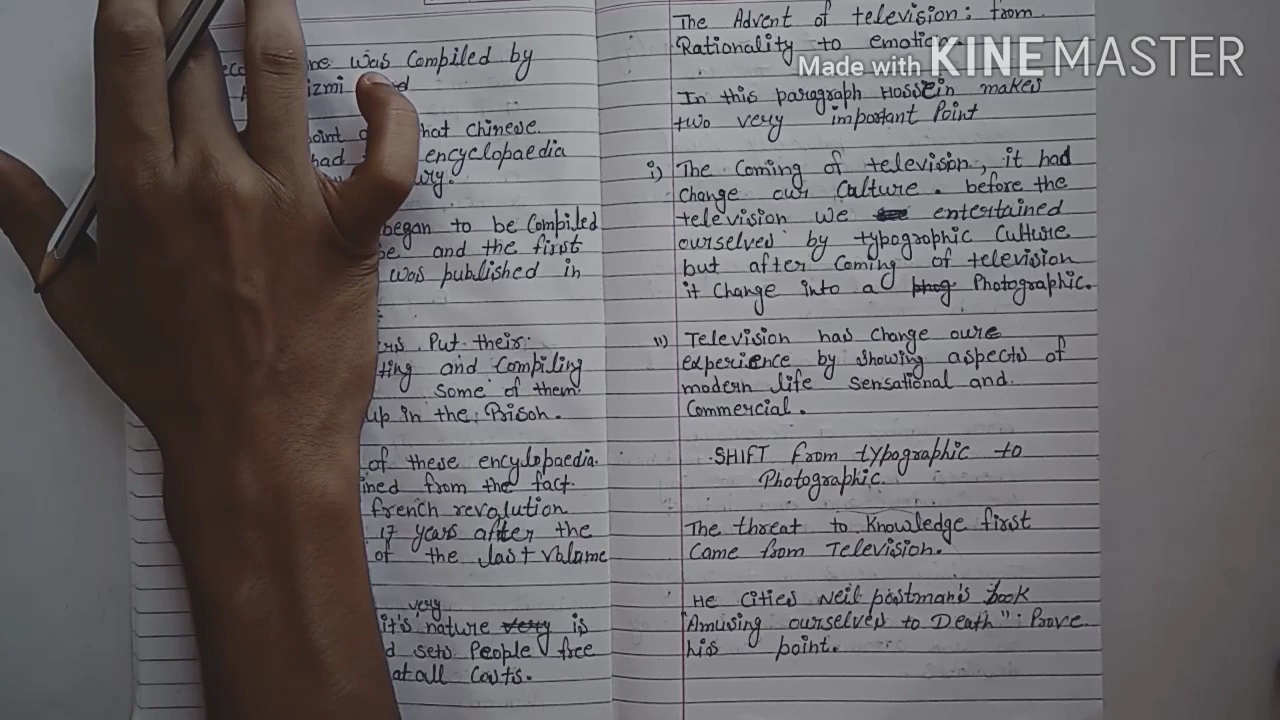 was Compiled by
izmi
hat Chinese
had encyclopaedia
began to be Compiled
and the first
was published in
Put their
and Compiling
some of them
up in the Prison.
of these encyclopaedia.
from the fact
french revolution
17 years after the
of the last Valume
very
it's nature very is
sets People free
at all Costs.
The Advent of television: from
Rationality to emotion
Made with KINEMASTER
In this paragraph Hossein makes
two very important Point
i) The Coming of television, it had
change our Culture. before the
television we entertained
ourselves by typographic Culture
but after Coming of television
it Change into a Photographic.
ii) Television has change oure
experience by showing aspects of
modern life sensational and
Commercial.
SHIFT from typographic to
Photographic.
The threat to Knowledge first
Came from Television.
He Cities Neil postman's book
"Amusing ourselves to Death": Prove
his point.